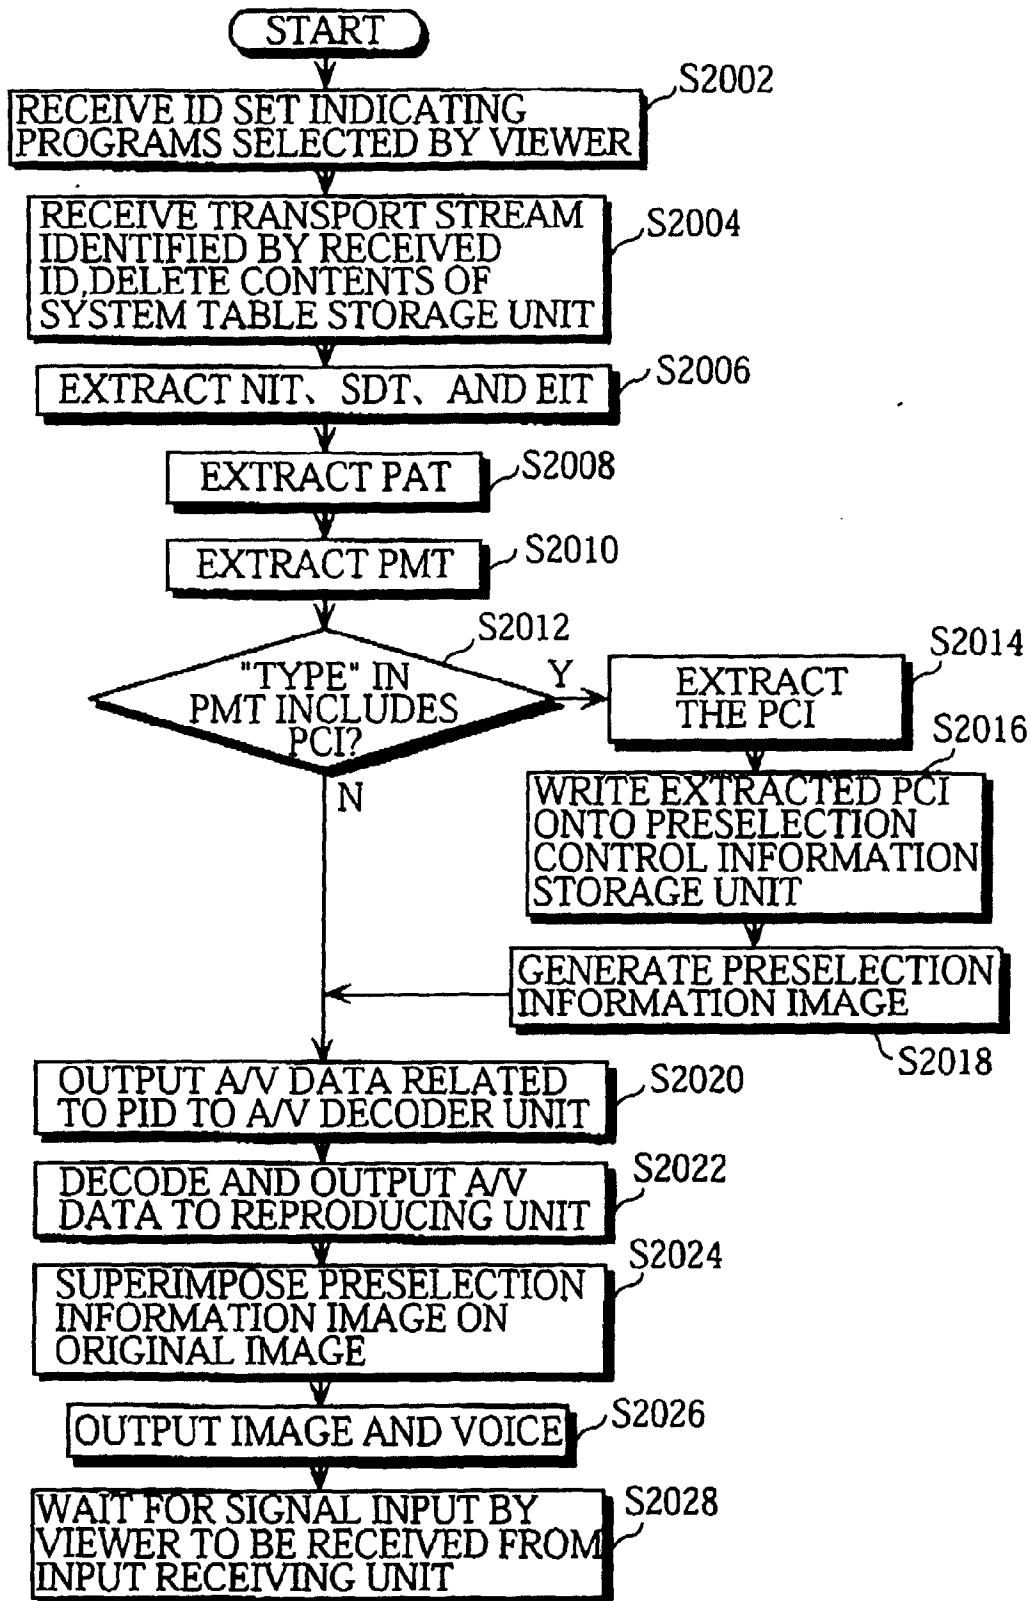 START
S2002
RECEIVE ID SET INDICATING
PROGRAMS SELECTED BY VIEWER
S2004
RECEIVE TRANSPORT STREAM
IDENTIFIED BY RECEIVED
ID,DELETE CONTENTS OF
SYSTEM TABLE STORAGE UNIT
S2006
EXTRACT NIT、SDT、AND EIT
S2008
EXTRACT PAT
S2010
EXTRACT PMT
S2012
"TYPE" IN
PMT INCLUDES
PCI?
Y
N
S2014
EXTRACT
THE PCI
S2016
WRITE EXTRACTED PCI
ONTO PRESELECTION
CONTROL INFORMATION
STORAGE UNIT
GENERATE PRESELECTION
INFORMATION IMAGE
S2018
S2020
OUTPUT A/V DATA RELATED
TO PID TO A/V DECODER UNIT
S2022
DECODE AND OUTPUT A/V
DATA TO REPRODUCING UNIT
S2024
SUPERIMPOSE PRESELECTION
INFORMATION IMAGE ON
ORIGINAL IMAGE
S2026
OUTPUT IMAGE AND VOICE
S2028
WAIT FOR SIGNAL INPUT BY
VIEWER TO BE RECEIVED FROM
INPUT RECEIVING UNIT